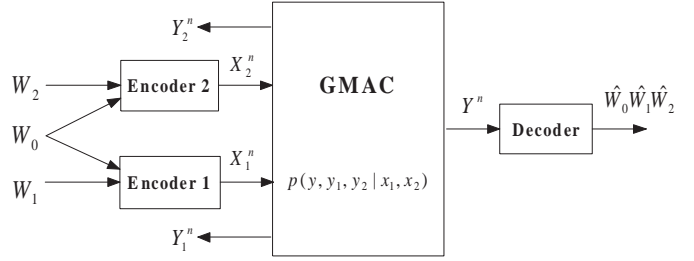 Y_2^n
W_2
Encoder 2
X_2^n
GMAC
W_0
Y^n
Decoder
Ŵ_0Ŵ_1Ŵ_2
W_1
Encoder 1
X_1^n
p(y, y_1, y_2 | x_1, x_2)
Y_1^n